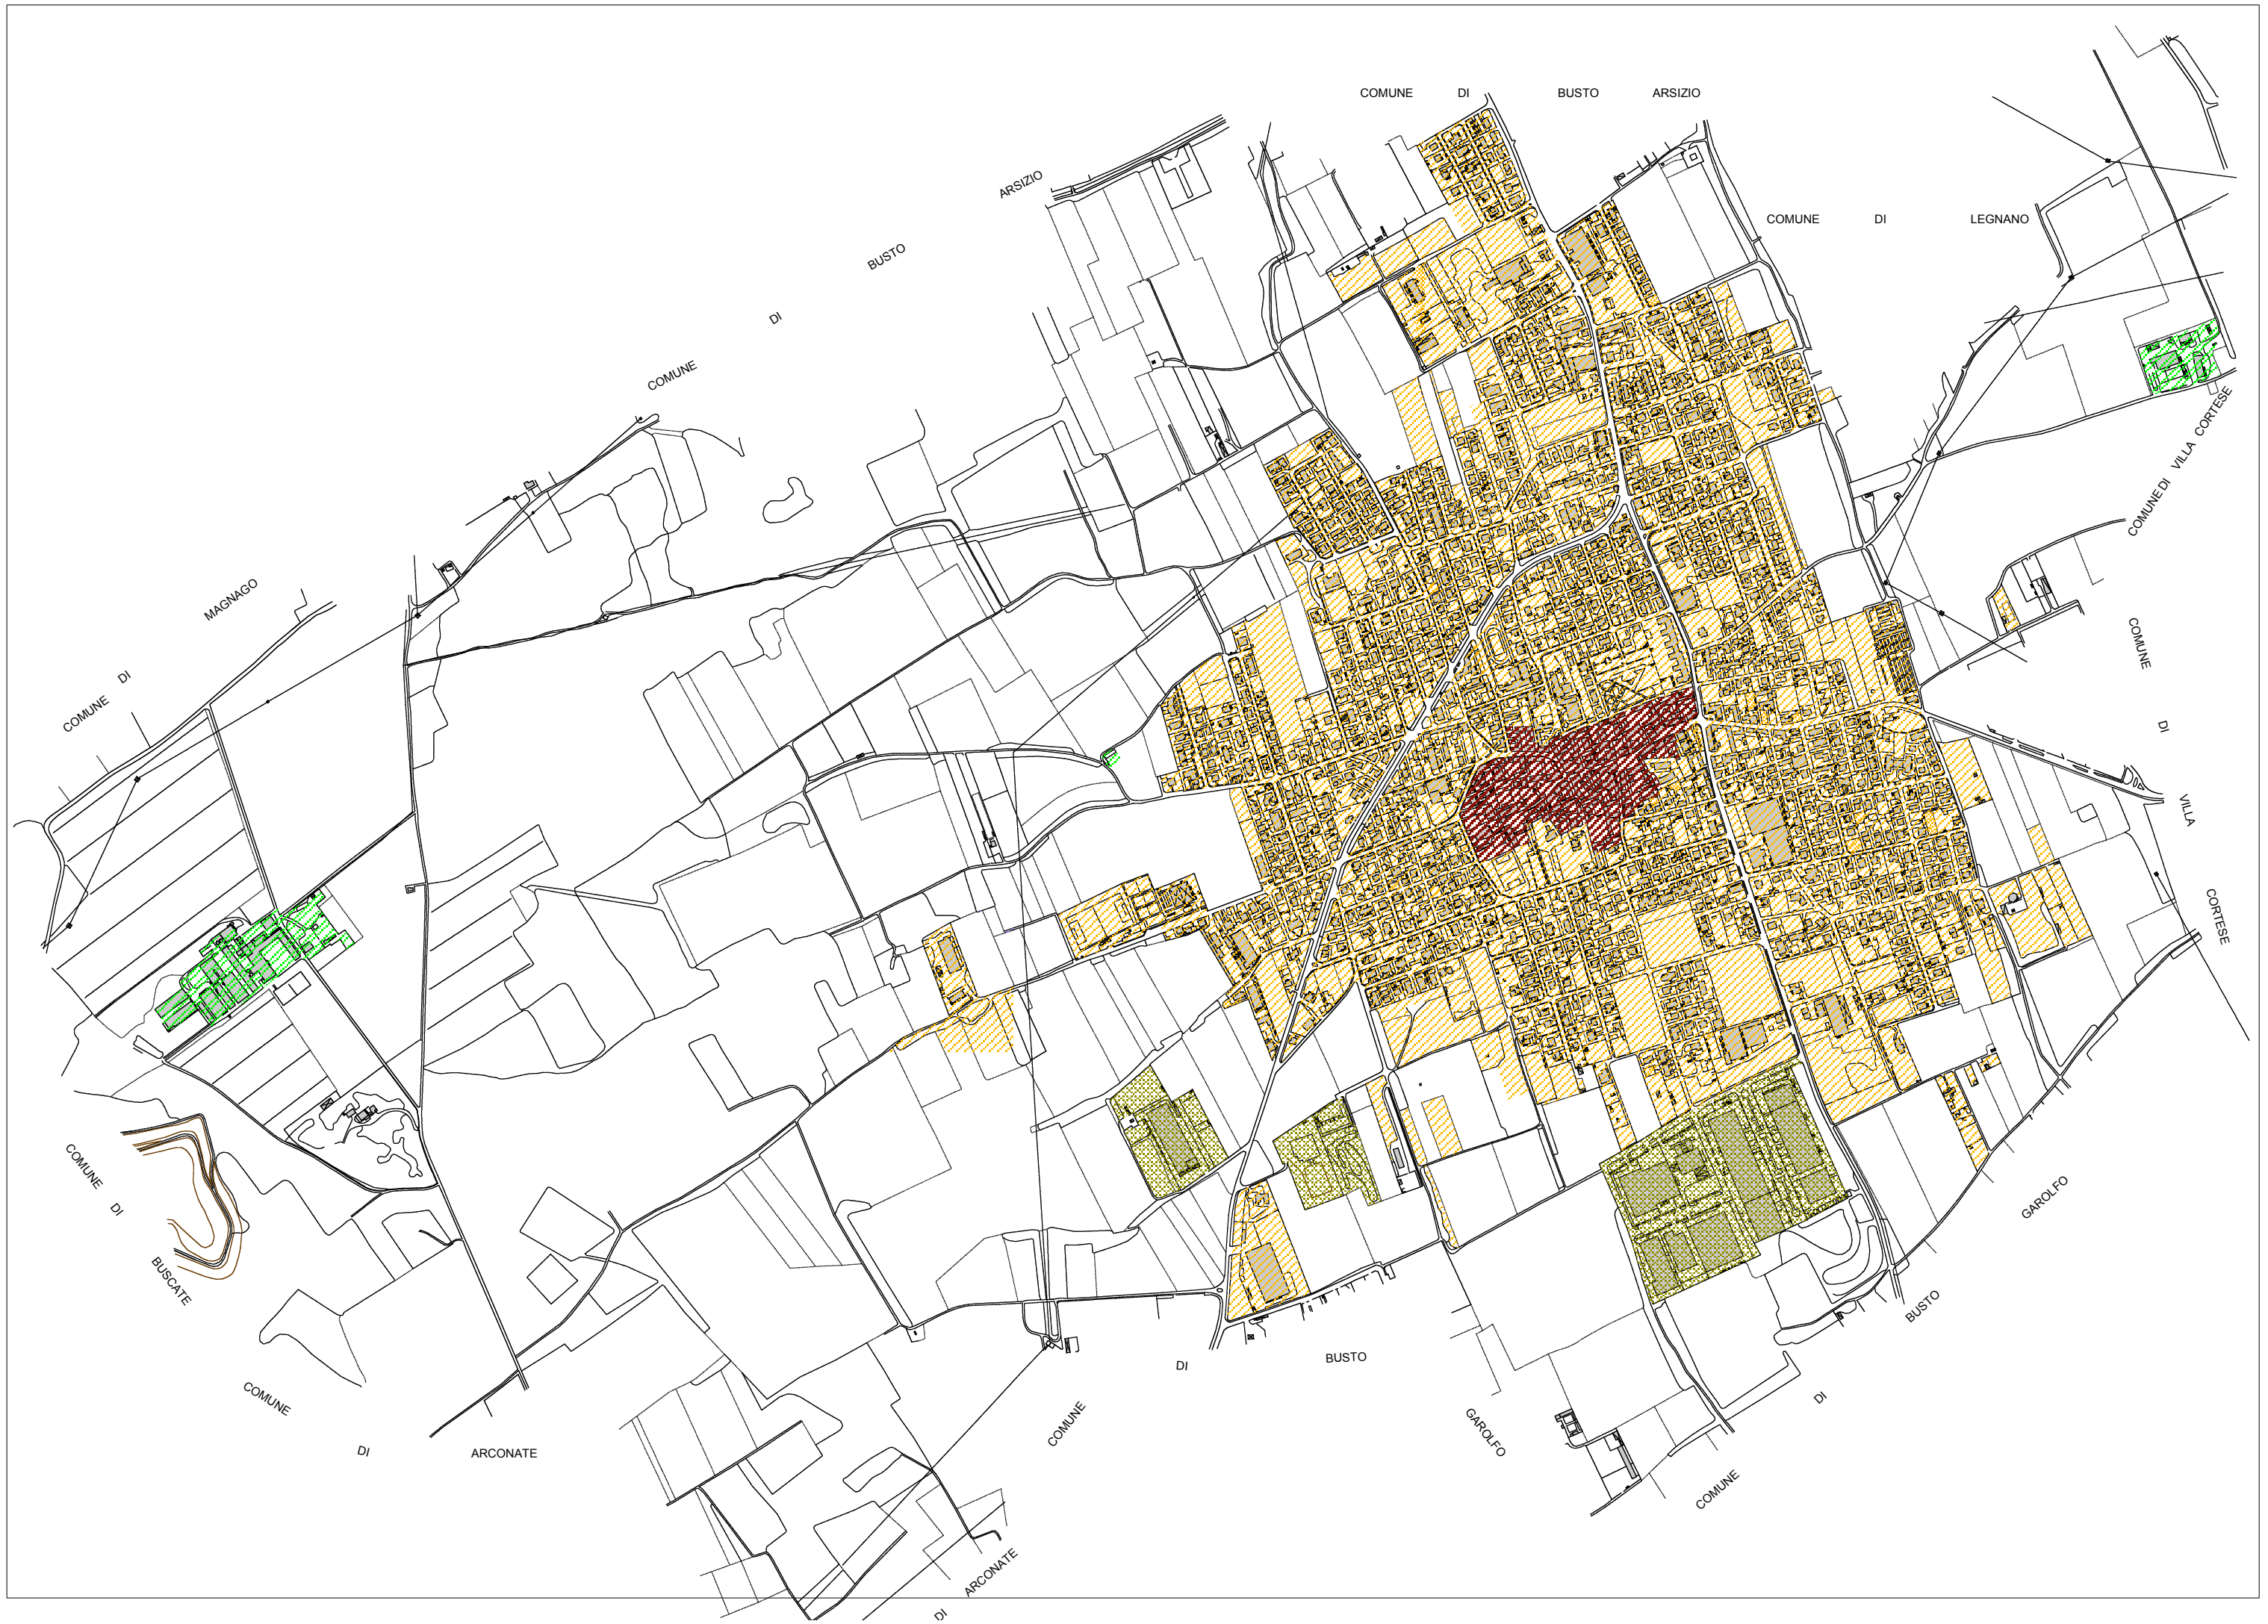 COMUNE DI BUSTO ARSIZIO
COMUNE DI LEGNANO
COMUNE DI BUSTO ARSIZIO
COMUNE DI MAGNAGO
COMUNE DI VILLA CORTESE
COMUNE DI VILLA CORTESE
COMUNE DI BUSCATE
COMUNE DI ARCONATE
COMUNE DI BUSTO GAROLFO
COMUNE DI BUSTO GAROLFO
DI ARCONATE